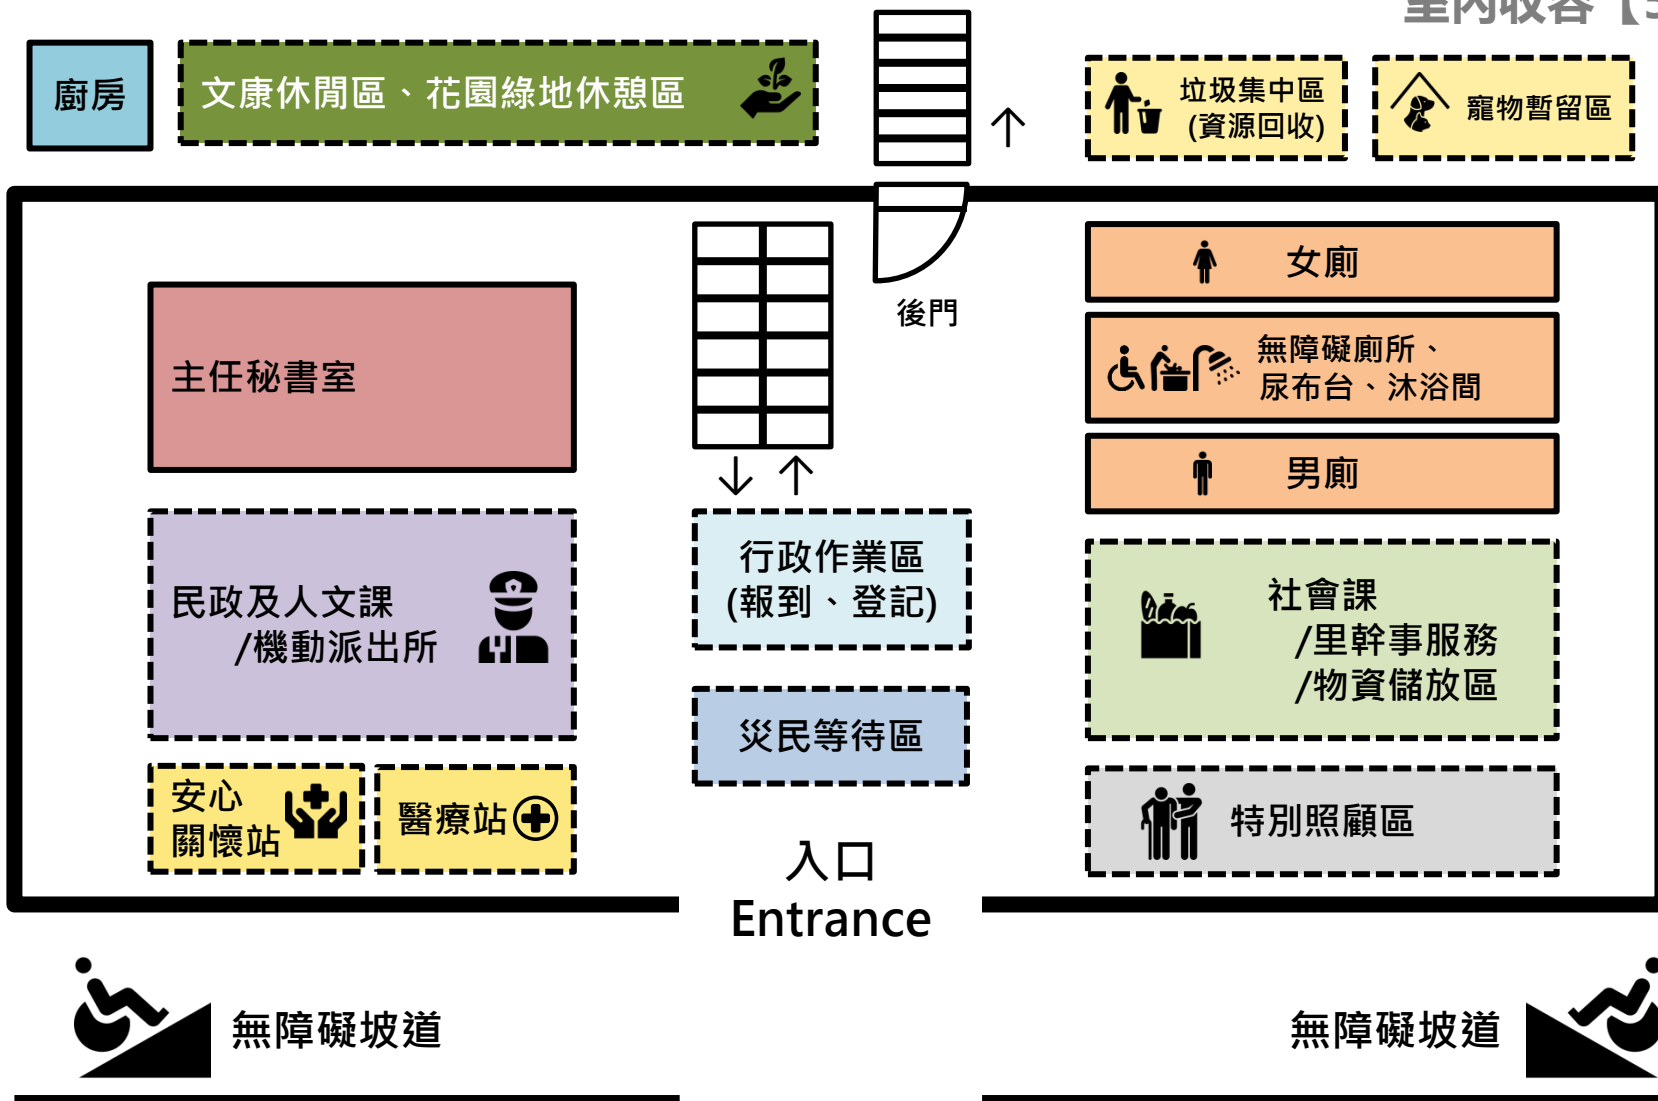 室內收容【
廚房
文康休閒區、花園綠地休憩區
垃圾集中區
(資源回收)
寵物暫留區
後門
女廁
無障礙廁所、
尿布台、沐浴間
男廁
主任秘書室
民政及人文課
/機動派出所
行政作業區
(報到、登記)
社會課
/里幹事服務
/物資儲放區
災民等待區
安心
關懷站
醫療站
特別照顧區
入口
Entrance
無障礙坡道
無障礙坡道